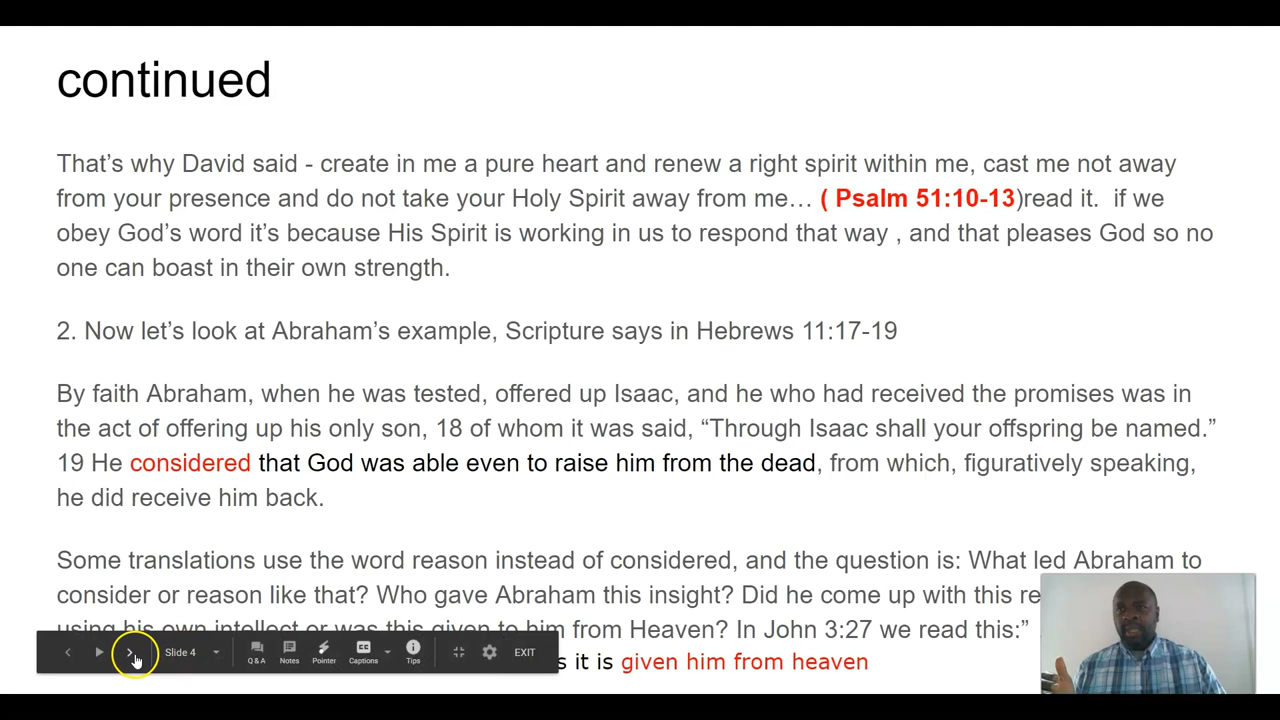 continued
That’s why David said - create in me a pure heart and renew a right spirit within me, cast me not away
from your presence and do not take your Holy Spirit away from me… ( Psalm 51:10-13)read it.  if we
obey God’s word it’s because His Spirit is working in us to respond that way , and that pleases God so no
one can boast in their own strength.
2. Now let’s look at Abraham’s example, Scripture says in Hebrews 11:17-19
By faith Abraham, when he was tested, offered up Isaac, and he who had received the promises was in
the act of offering up his only son, 18 of whom it was said, “Through Isaac shall your offspring be named.”
19 He considered that God was able even to raise him from the dead, from which, figuratively speaking,
he did receive him back.
Some translations use the word reason instead of considered, and the question is: What led Abraham to
consider or reason like that? Who gave Abraham this insight? Did he come up with this re
using his own intellect or was this given to him from Heaven? In John 3:27 we read this:”
it is given him from heaven
Slide 4 Q & A Notes Pointer Captions Tips EXIT